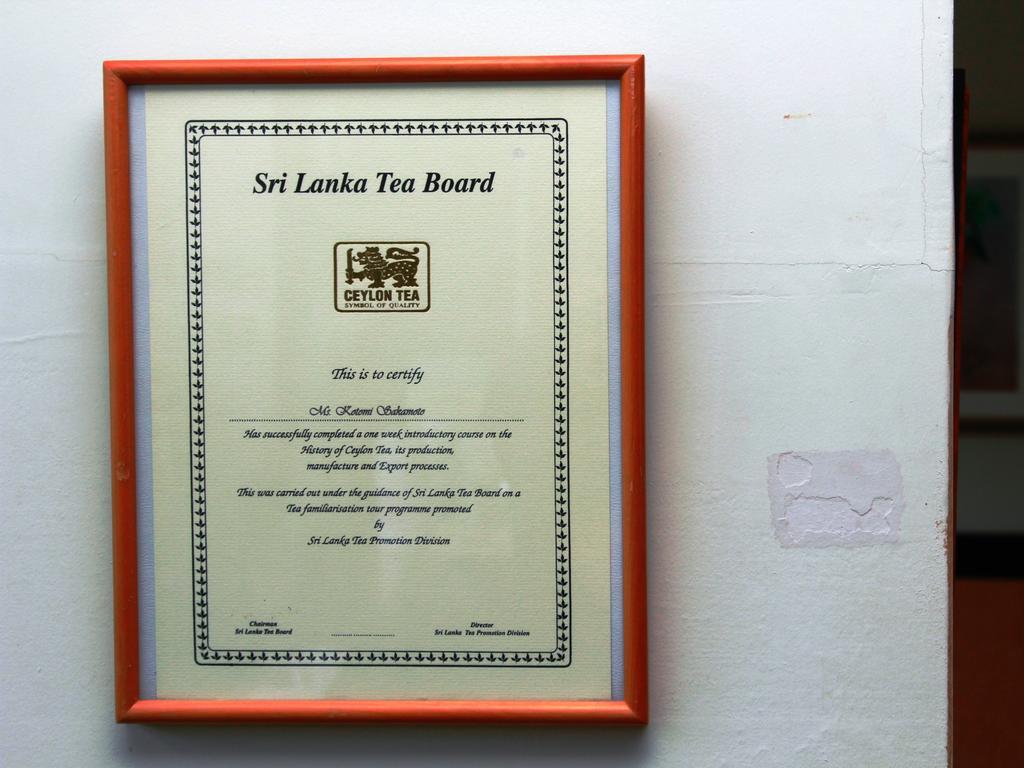 Sri Lanka Tea Board
CEYLON TEA
SYMBOL OF QUALITY
This is to certify
Ms. Kotomi Sakamoto
Has successfully completed a one week introductory course on the
History of Ceylon Tea, its production,
manufacture and Export processes.
This was carried out under the guidance of Sri Lanka Tea Board on a
Tea familiarisation tour programme promoted
by
Sri Lanka Tea Promotion Division
Chairman
Sri Lanka Tea Board
Director
Sri Lanka Tea Promotion Division